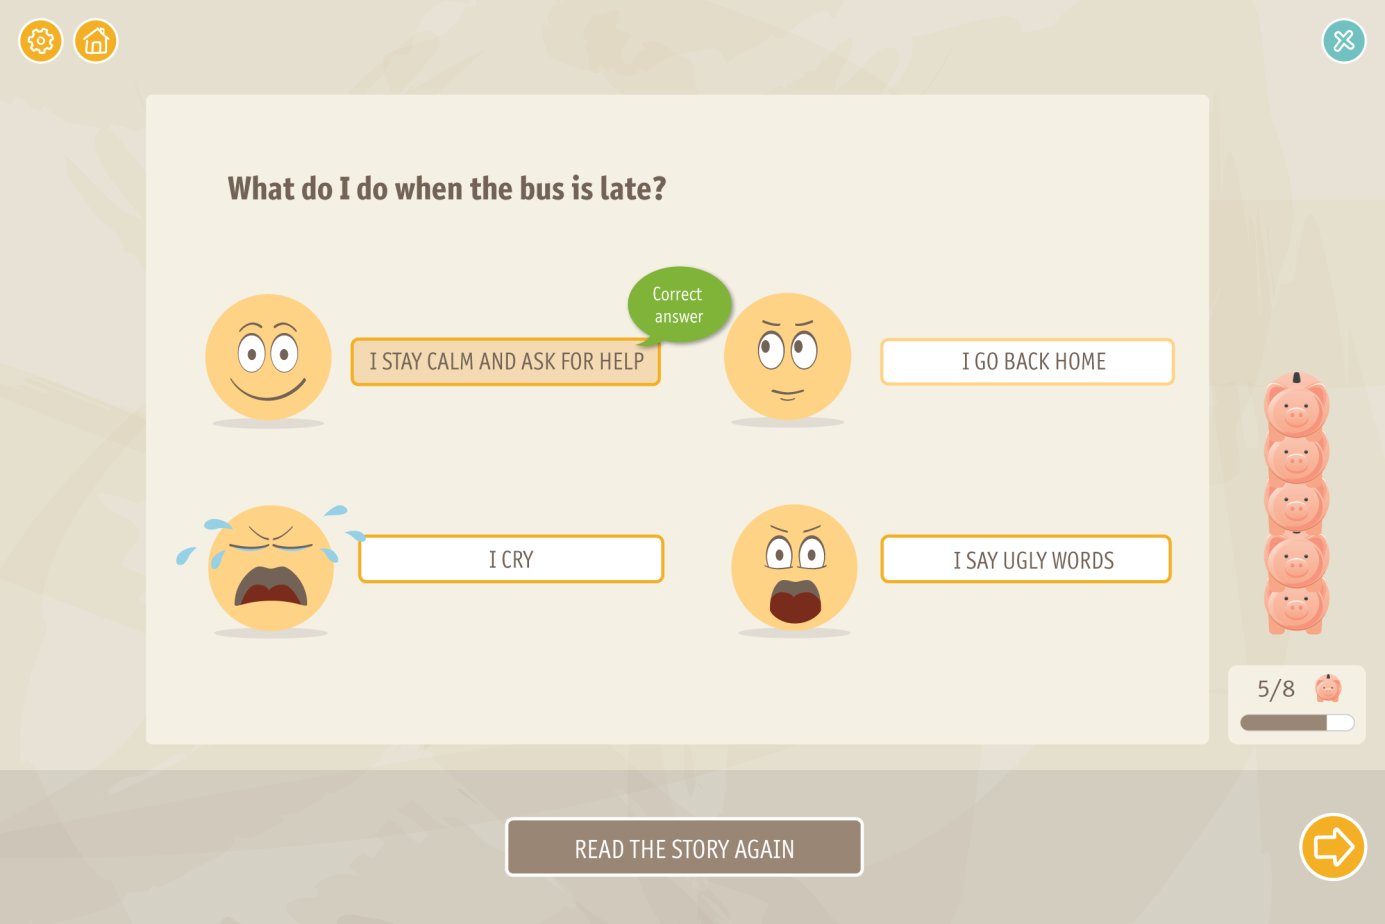 What do I do when the bus is late?
Correct
answer
I STAY CALM AND ASK FOR HELP
I GO BACK HOME
I CRY
I SAY UGLY WORDS
5/8
READ THE STORY AGAIN